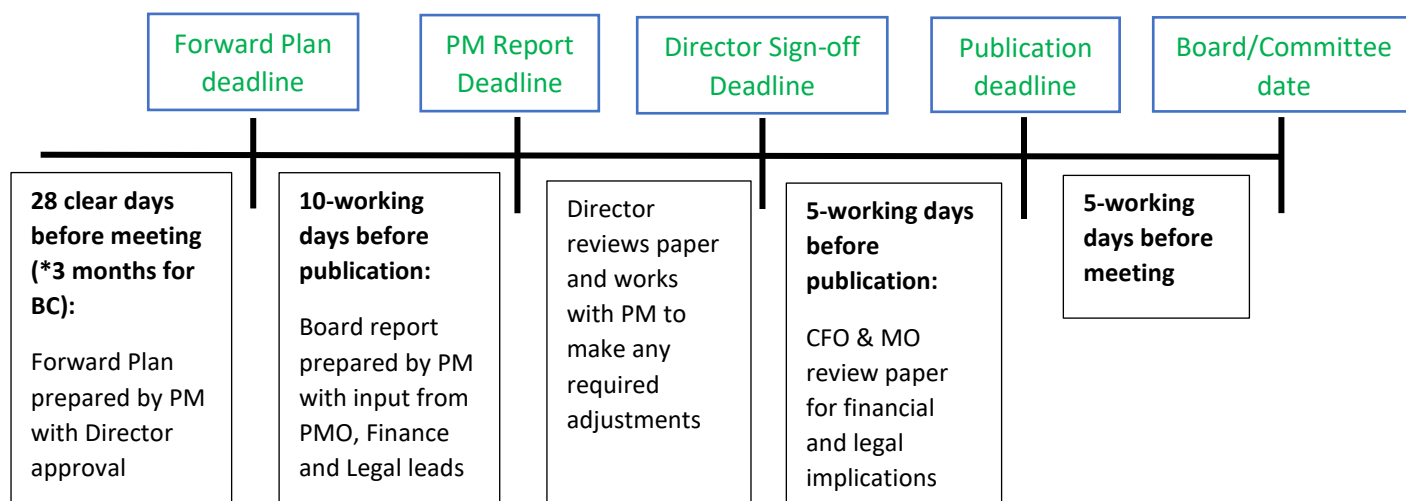 Forward Plan
deadline
PM Report
Deadline
Director Sign-off
Deadline
Publication
deadline
Board/Committee
date
28 clear days
before meeting
(*3 months for
BC):
Forward Plan
prepared by PM
with Director
approval
10-working
days before
publication:
Board report
prepared by PM
with input from
PMO, Finance
and Legal leads
Director
reviews paper
and works
with PM to
make any
required
adjustments
5-working days
before
publication:
CFO & MO
review paper
for financial
and legal
implications
5-working
days before
meeting